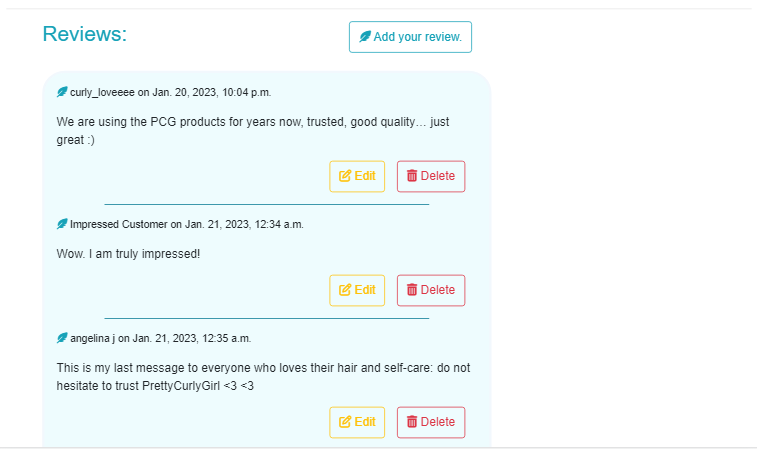 Reviews:
Add your review.
curly_loveeee on Jan. 20, 2023, 10:04 p.m.
We are using the PCG products for years now, trusted, good quality... just
great :)
Edit
Delete
Impressed Customer on Jan. 21, 2023, 12:34 a.m.
Wow. I am truly impressed!
Edit
Delete
angelina j on Jan. 21, 2023, 12:35 a.m.
This is my last message to everyone who loves their hair and self-care: do not
hesitate to trust PrettyCurlyGirl <3 <3
Edit
Delete